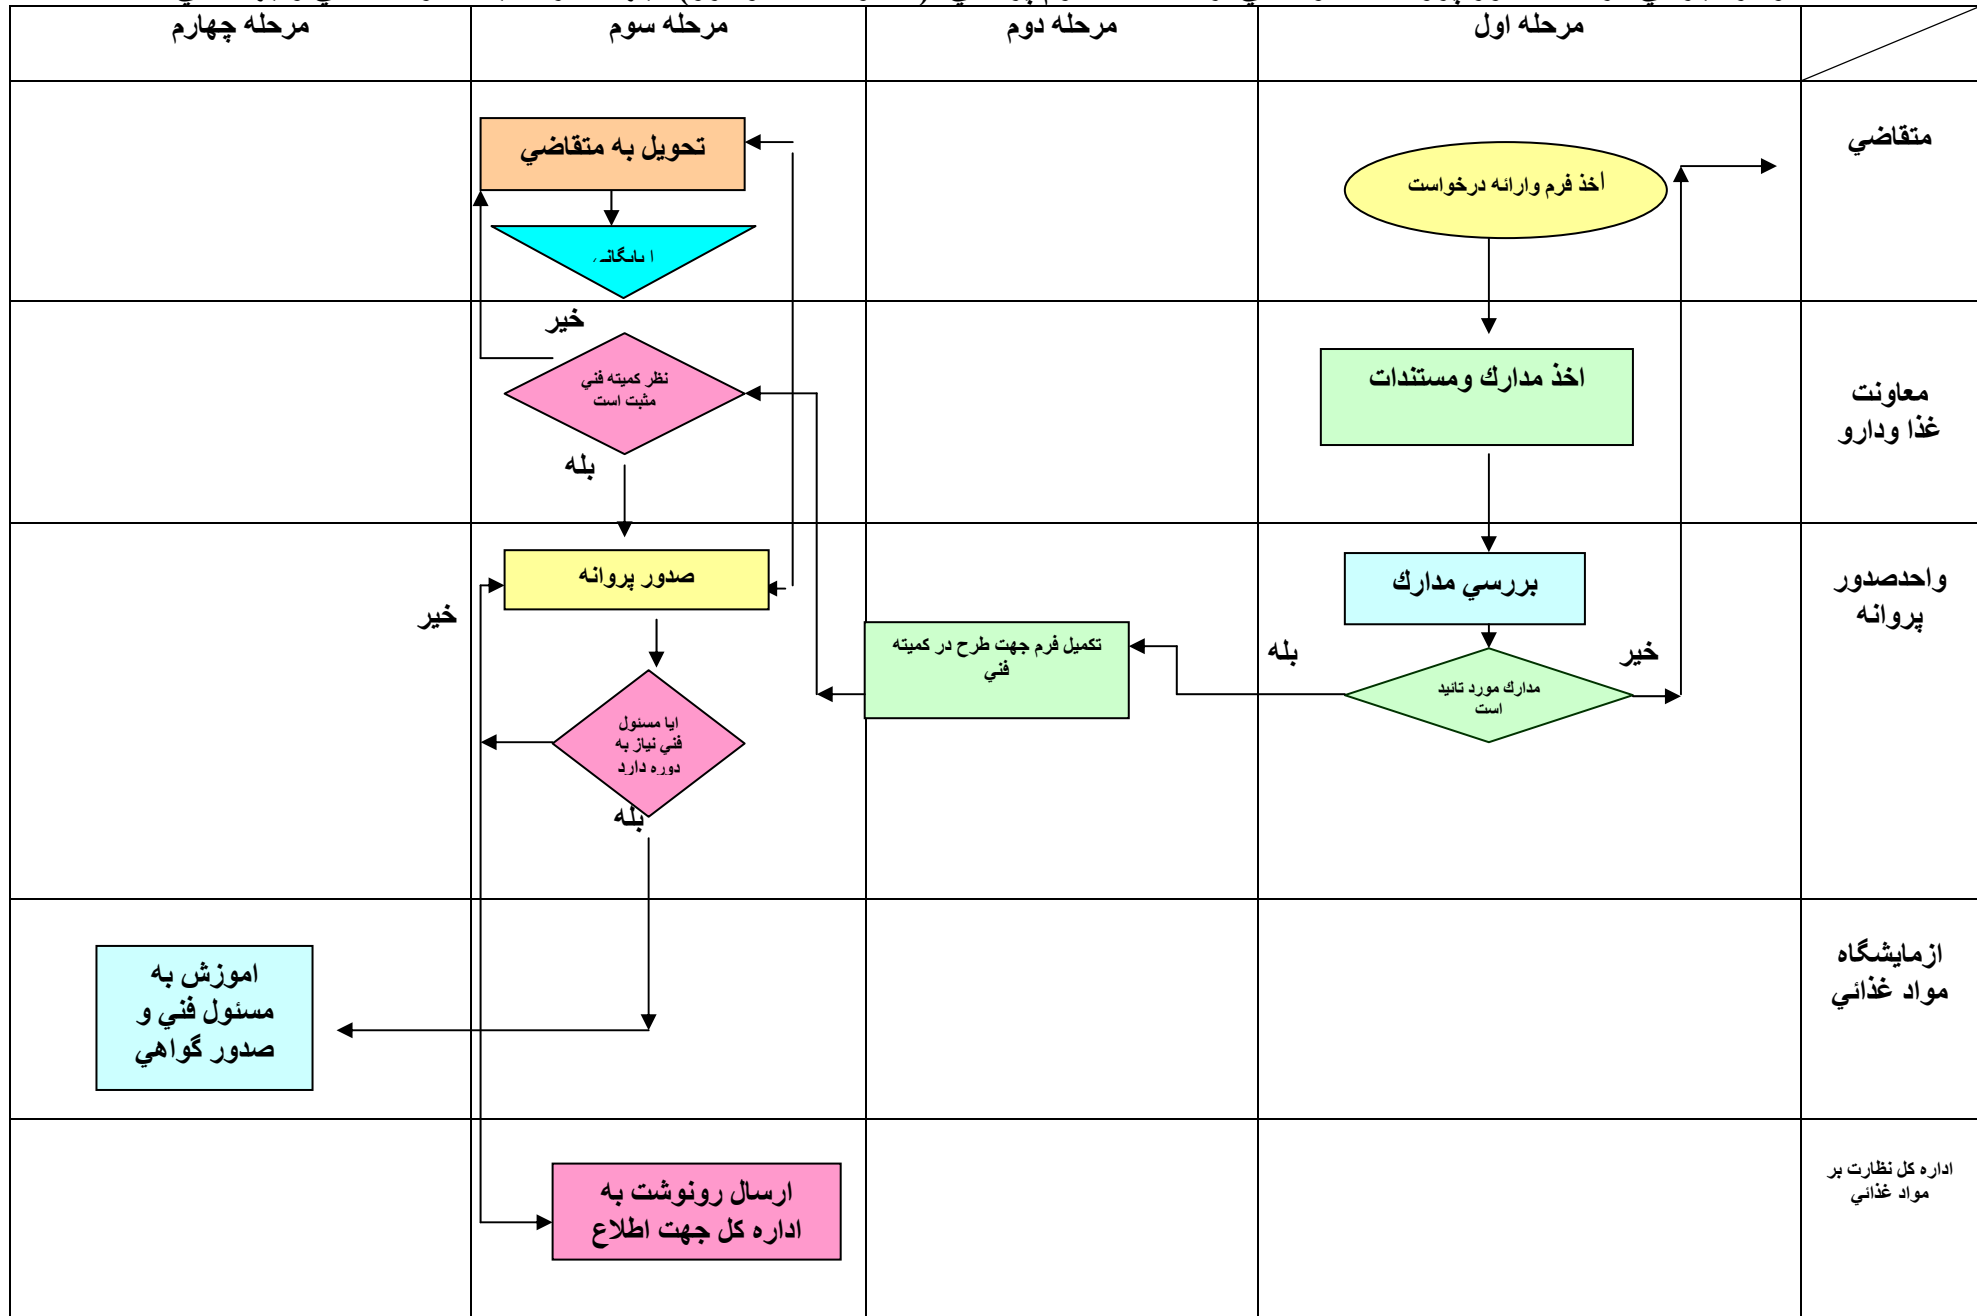 مرحله اول
مرحله دوم
مرحله سوم
مرحله چهارم
متقاضي
أخذ فرم وارائه درخواست
تحويل به متقاضي
معاونت
غذا ودارو
اخذ مدارك ومستندات
خير
نظر كميته فني
مثبت است
بله
واحدصدور
پروانه
بررسي مدارك
خير
مدارك مورد تائيد
است
بله
تكميل فرم جهت طرح در كميته
فني
صدور پروانه
خير
ايا مسئول
فني نياز به
دوره دارد
بله
ازمايشگاه
مواد غذائي
اموزش به
مسئول فني و
صدور گواهي
اداره كل نظارت بر
مواد غذائي
ارسال رونوشت به
اداره كل جهت اطلاع